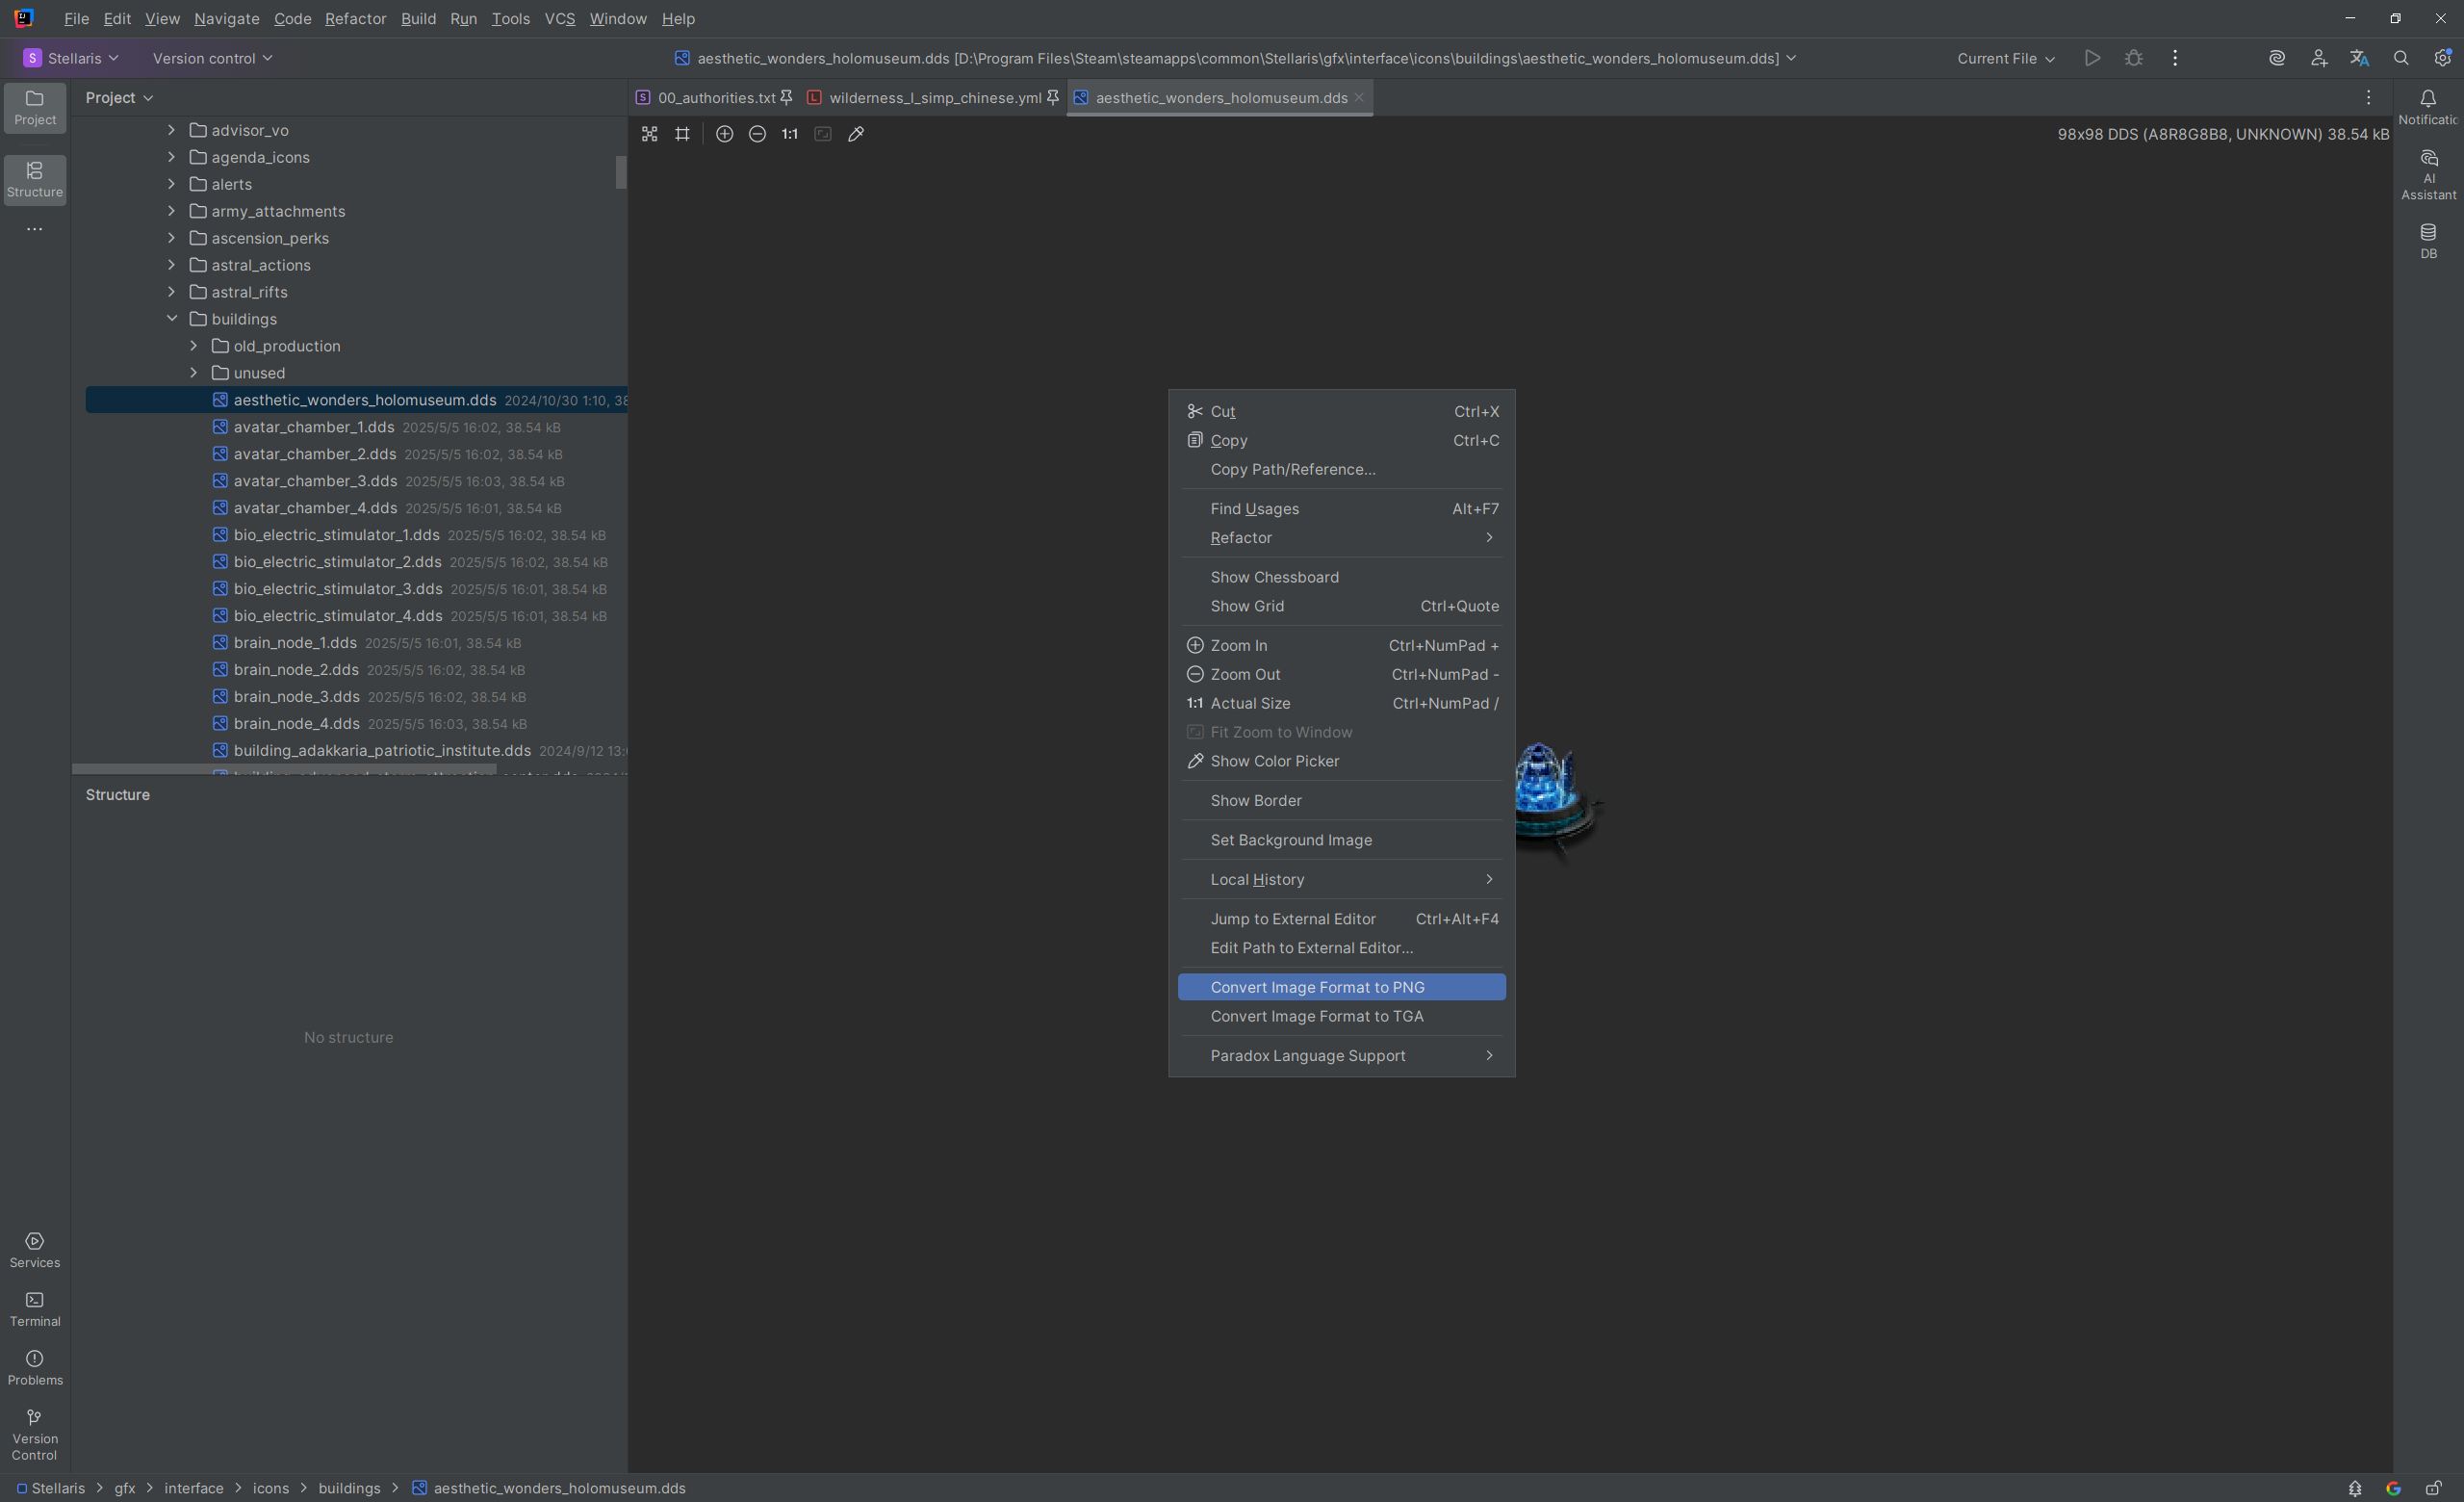 File Edit View Navigate Code Refactor Build Run Tools VCS Window Help
S Stellaris Version control aesthetic_wonders_holomuseum.dds [D:\Program Files\Steam\steamapps\common\Stellaris\gfx\interface\icons\buildings\aesthetic_wonders_holomuseum.dds] Current File
Project
Project
00_authorities.txt wilderness_l_simp_chinese.yml aesthetic_wonders_holomuseum.dds
Notificatio
1:1
98x98 DDS (A8R8G8B8, UNKNOWN) 38.54 kB
Structure
AI
Assistant
DB
advisor_vo
agenda_icons
alerts
army_attachments
ascension_perks
astral_actions
astral_rifts
buildings
old_production
unused
aesthetic_wonders_holomuseum.dds 2024/10/30 1:10, 38
avatar_chamber_1.dds 2025/5/5 16:02, 38.54 kB
avatar_chamber_2.dds 2025/5/5 16:02, 38.54 kB
avatar_chamber_3.dds 2025/5/5 16:03, 38.54 kB
avatar_chamber_4.dds 2025/5/5 16:01, 38.54 kB
bio_electric_stimulator_1.dds 2025/5/5 16:02, 38.54 kB
bio_electric_stimulator_2.dds 2025/5/5 16:02, 38.54 kB
bio_electric_stimulator_3.dds 2025/5/5 16:01, 38.54 kB
bio_electric_stimulator_4.dds 2025/5/5 16:01, 38.54 kB
brain_node_1.dds 2025/5/5 16:01, 38.54 kB
brain_node_2.dds 2025/5/5 16:02, 38.54 kB
brain_node_3.dds 2025/5/5 16:02, 38.54 kB
brain_node_4.dds 2025/5/5 16:03, 38.54 kB
building_adakkaria_patriotic_institute.dds 2024/9/12 13:
Structure
No structure
Cut Ctrl+X
Copy Ctrl+C
Copy Path/Reference...
Find Usages Alt+F7
Refactor
Show Chessboard
Show Grid Ctrl+Quote
Zoom In Ctrl+NumPad +
Zoom Out Ctrl+NumPad -
1:1 Actual Size Ctrl+NumPad /
Fit Zoom to Window
Show Color Picker
Show Border
Set Background Image
Local History
Jump to External Editor Ctrl+Alt+F4
Edit Path to External Editor...
Convert Image Format to PNG
Convert Image Format to TGA
Paradox Language Support
Services
Terminal
Problems
Version
Control
Stellaris gfx interface icons buildings aesthetic_wonders_holomuseum.dds